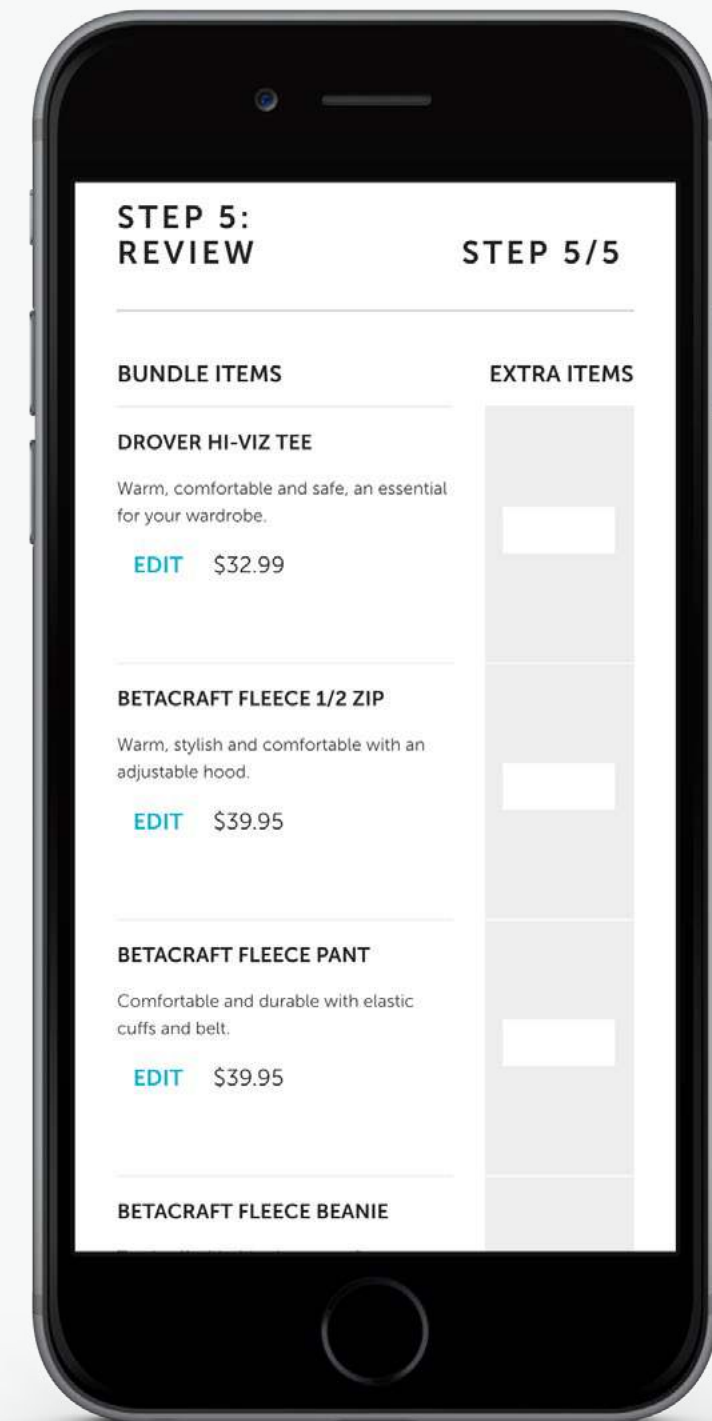 STEP 5:
REVIEW
STEP 5/5
BUNDLE ITEMS
EXTRA ITEMS
DROVER HI-VIZ TEE
Warm, comfortable and safe, an essential
for your wardrobe.
EDIT $32.99
BETACRAFT FLEECE 1/2 ZIP
Warm, stylish and comfortable with an
adjustable hood.
EDIT $39.95
BETACRAFT FLEECE PANT
Comfortable and durable with elastic
cuffs and belt.
EDIT $39.95
BETACRAFT FLEECE BEANIE